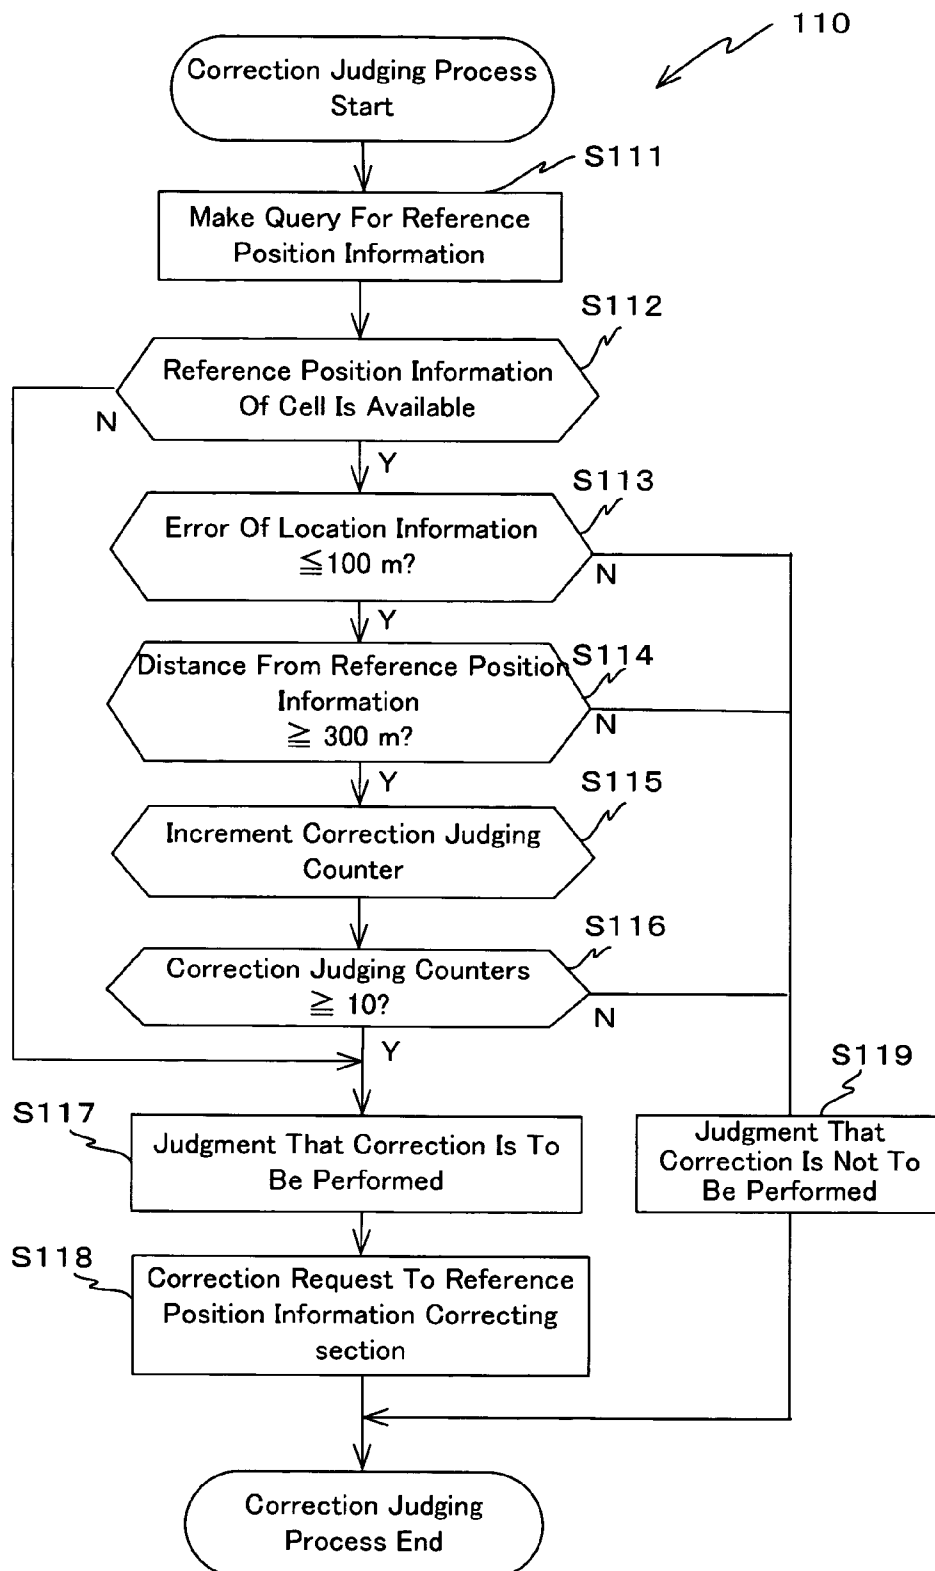 110
Correction Judging Process
Start
S111
Make Query For Reference
Position Information
S112
Reference Position Information
Of Cell Is Available
N
Y
S113
Error Of Location Information
≦100 m?
N
Y
S114
Distance From Reference Position
Information
≧ 300 m?
N
Y
S115
Increment Correction Judging
Counter
S116
Correction Judging Counters
≧ 10?
N
Y
S119
S117
Judgment That Correction Is To
Be Performed
Judgment That
Correction Is Not To
Be Performed
S118
Correction Request To Reference
Position Information Correcting
section
Correction Judging
Process End